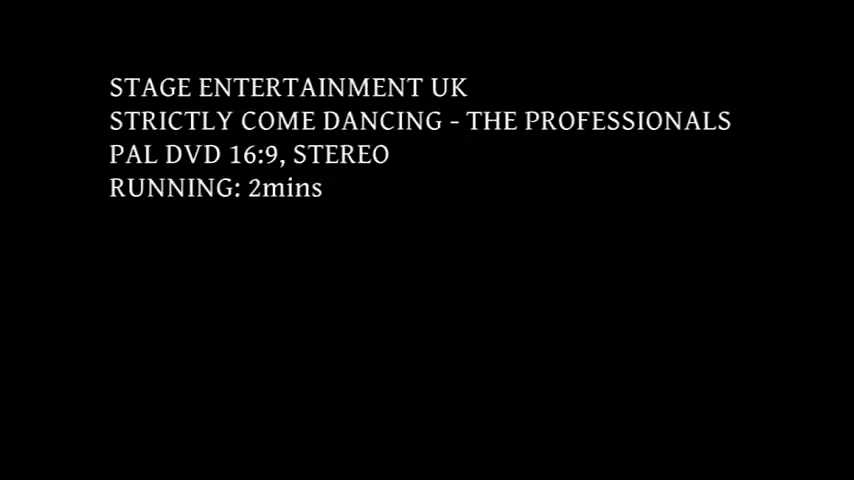 STAGE ENTERTAINMENT UK
STRICTLY COME DANCING - THE PROFESSIONALS
PAL DVD 16:9, STEREO
RUNNING: 2mins